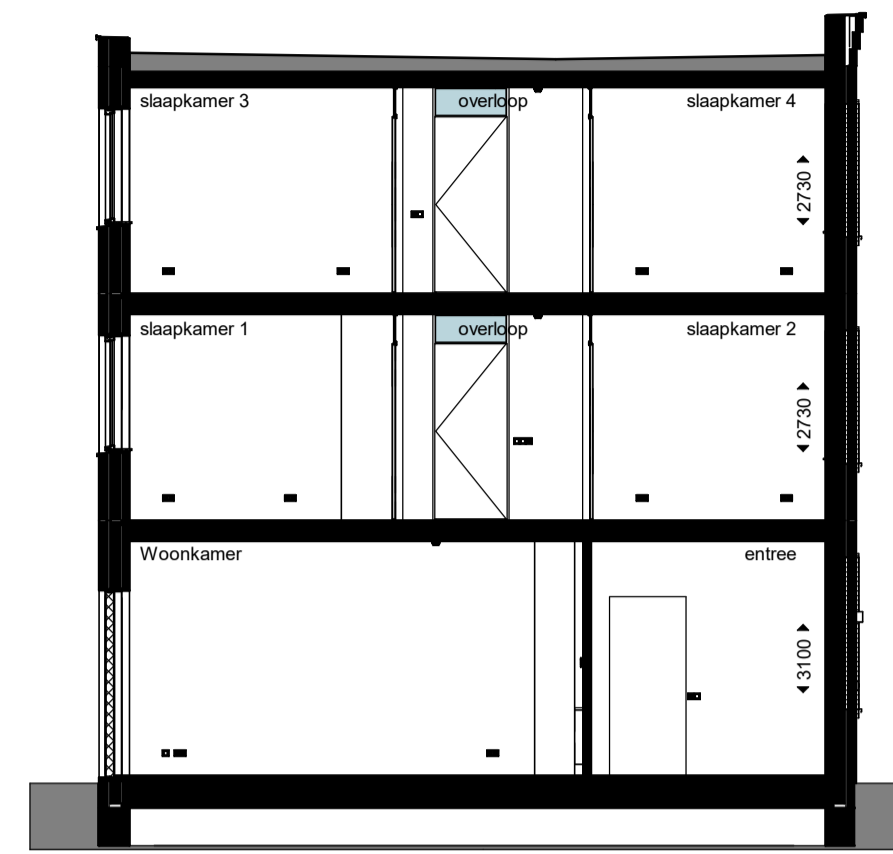 slaapkamer 3 overloop slaapkamer 4
2730
slaapkamer 1 overloop slaapkamer 2
2730
Woonkamer entree
3100